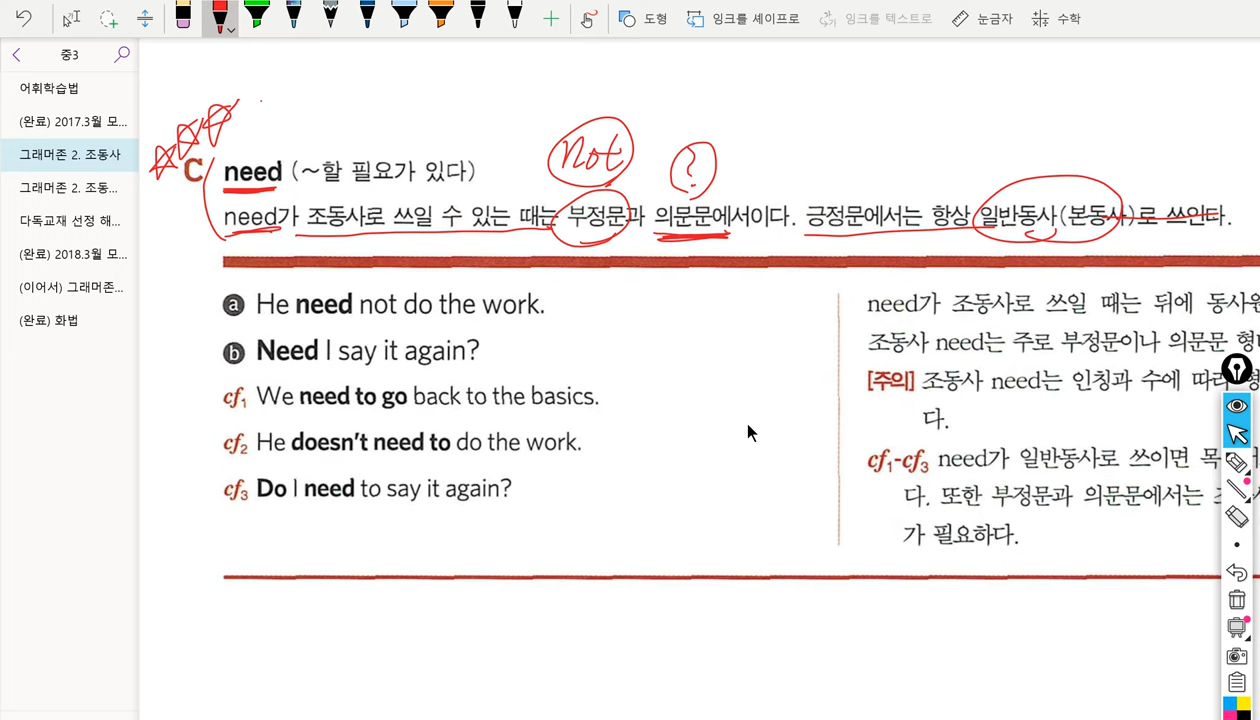 도형
잉크를 셰이프로
잉크를 텍스트로
눈금자
수학
중3
어휘학습법
(완료) 2017.3월 모...
그래머존 2. 조동사
그래머존 2. 조동...
다독교재 선정 해...
(완료) 2018.3월 모...
(이어서) 그래머존...
(완료) 화법
Not
?
C need (~할 필요가 있다)
need가 조동사로 쓰일 수 있는 때는 부정문과 의문문에서이다. 긍정문에서는 항상 일반동사(본동사)로 쓰인다.
a He need not do the work.
b Need I say it again?
cf1 We need to go back to the basics.
cf2 He doesn't need to do the work.
cf3 Do I need to say it again?
need가 조동사로 쓰일 때는 뒤에 동사원
조동사 need는 주로 부정문이나 의문문 형
[주의] 조동사 need는 인칭과 수에 따라
다.
cf1-cf3 need가 일반동사로 쓰이면 목
다. 또한 부정문과 의문문에서는
가 필요하다.